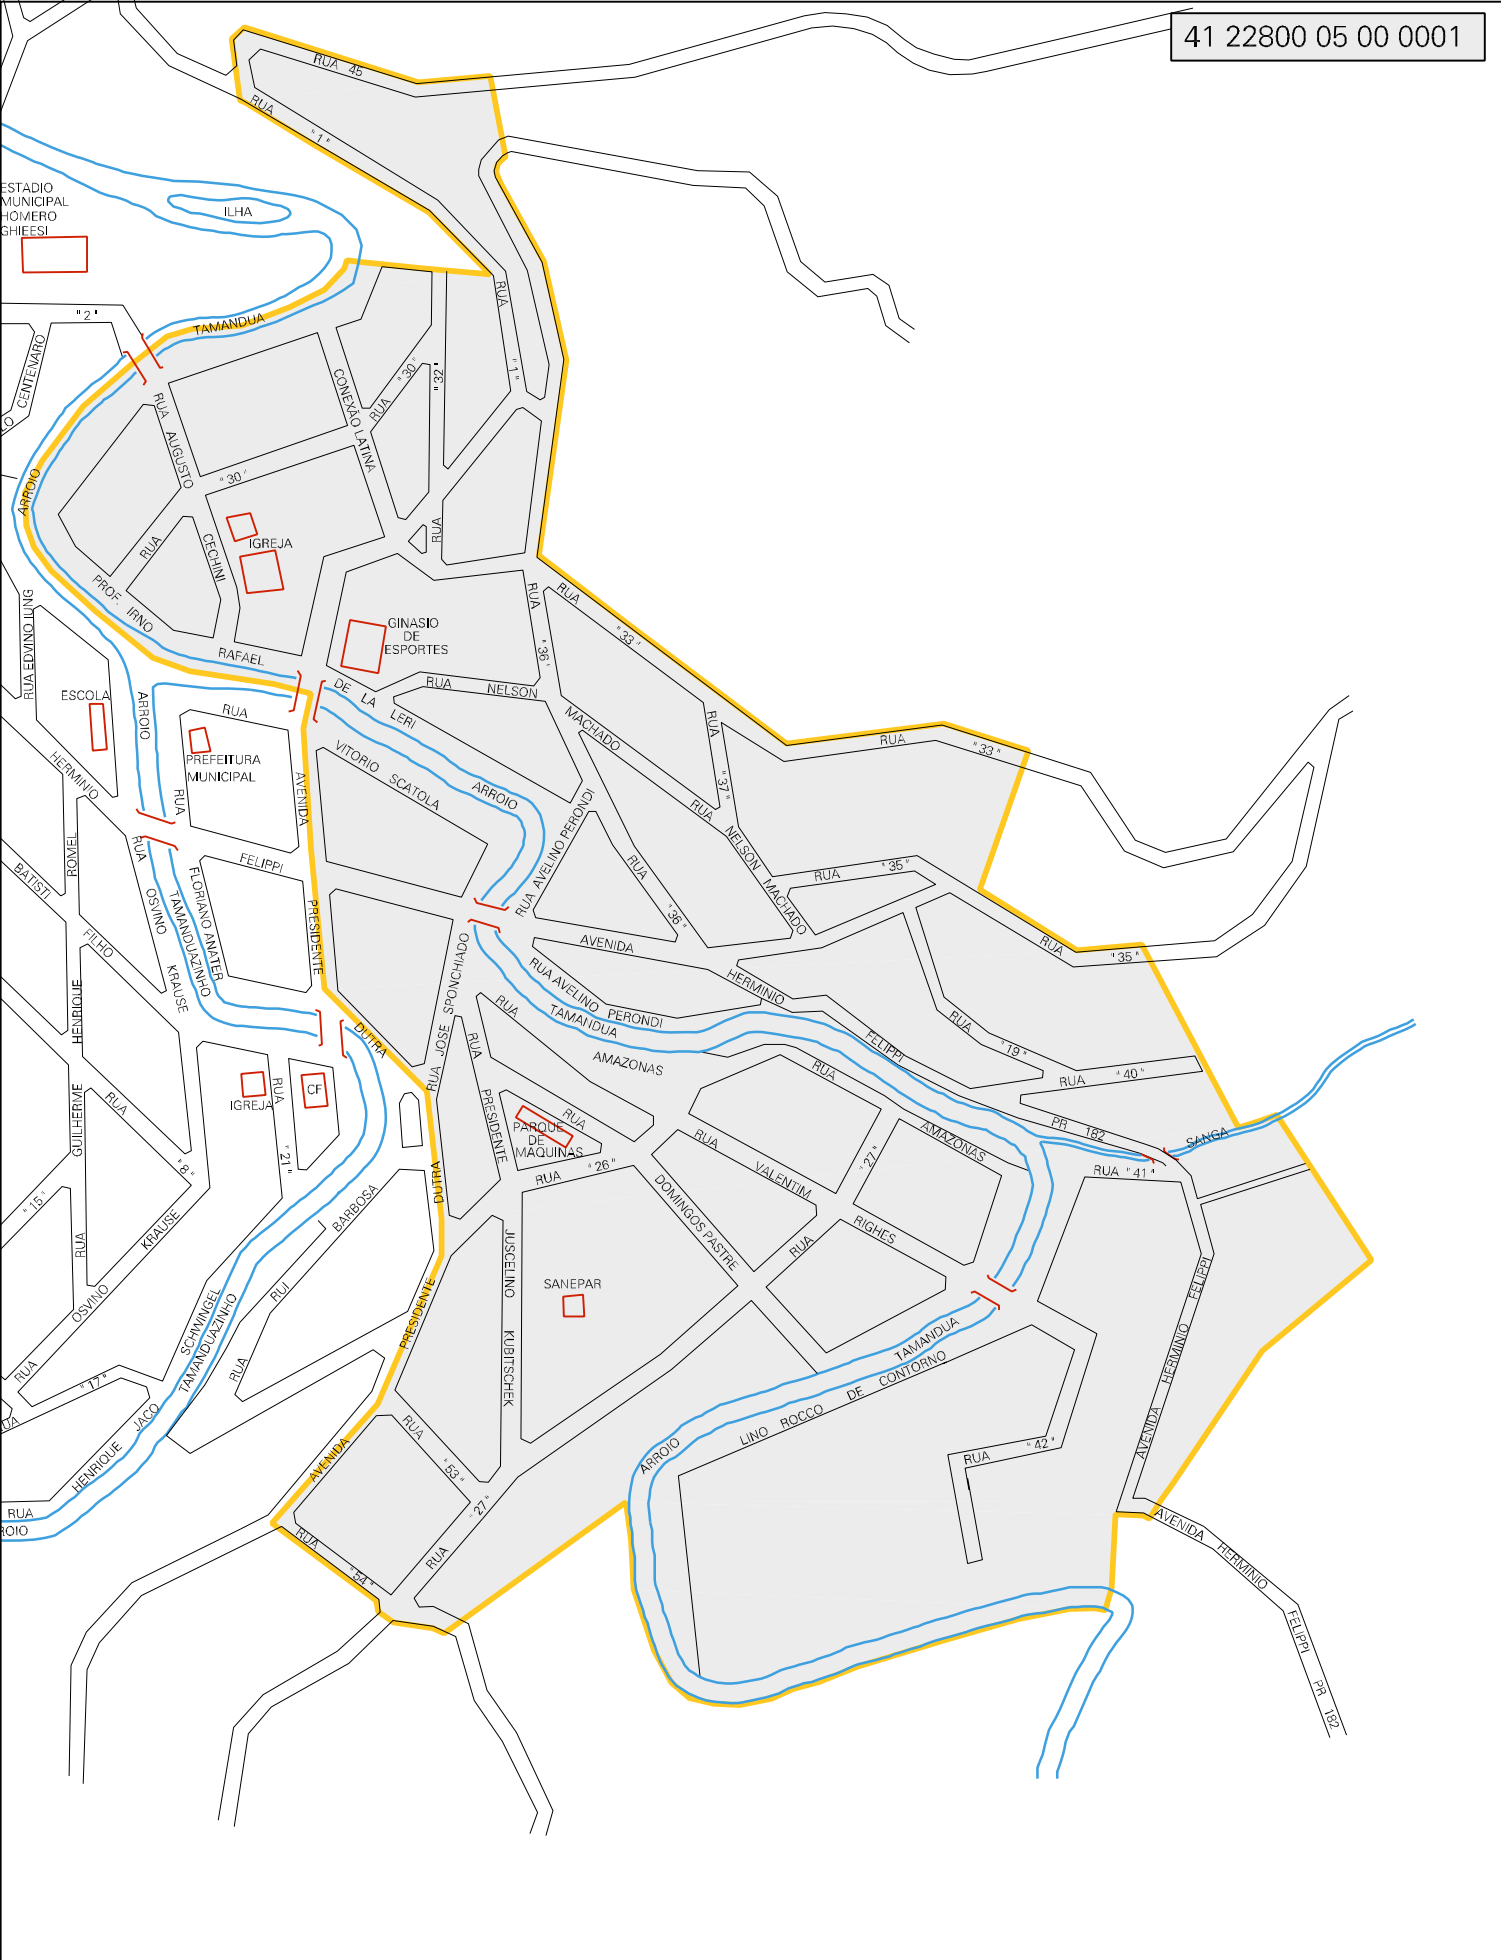 41 22800 05 00 0001
RUA 45
RUA "1"
ESTADIO
MUNICIPAL
HOMERO
GHIEESI
ILHA
"2"
TAMANDUA
CENTENARO
LO
RUA "1"
CONEXÃO LATINA
RUA "30"
"32"
RUA AUGUSTO
"30"
ARROIO
RUA
RUA
CECHINI
IGREJA
PROF. IRNO
RAFAEL
RUA EDVINO JUNG
RUA "36"
RUA "33"
GINASIO
DE
ESPORTES
DE LA LERI
RUA NELSON
MACHADO
ESCOLA
ARROIO
RUA
PREFEITURA
MUNICIPAL
HERMINIO
RUA
AVENIDA
VITORIO SCATOLA
ARROIO
RUA "37"
RUA "33"
RUA NELSON MACHADO
RUA AVELINO PERONDI
RUA "36"
RUA "35"
ROMEL
RUA
FELIPPI
BATISTI
OSVINO
TAMANDUAZINHO
FLORIANO ANATER
PRESIDENTE
FILHO
KRAUSE
AVENIDA
HERMINIO
RUA "35"
RUA JOSE SPONCHIADO
RUA AVELINO PERONDI
TAMANDUA
RUA
AMAZONAS
HENRIQUE
FELIPPI
RUA "19"
RUA "40"
DUTRA
RUA
RUA
AMAZONAS
PR 182
SANGA
RUA "41"
IGREJA
RUA
CF
GUILHERME
RUA "8"
"21"
PRESIDENTE
RUA
PARQUE
DE
MAQUINAS
RUA "26"
RUA VALENTIM
RIGHES
"27"
DOMINGOS PASTRE
RUA
DUTRA
BARBOSA
"15"
KRAUSE
RUA
OSVINO
RUI
JUSCELINO
SANEPAR
SCHWINGEL
TAMANDUAZINHO
PRESIDENTE
KUBITSCHEK
FELIPPI
HERMINIO
AVENIDA
TAMANDUA
LINO ROCCO DE CONTORNO
RUA
RUA
"17"
UA
JACO
HENRIQUE
RUA "53"
AVENIDA
ARROIO
RUA "42"
RUA
ROIO
"27"
RUA
RUA "54"
AVENIDA HERMINIO
FELIPPI PR 182